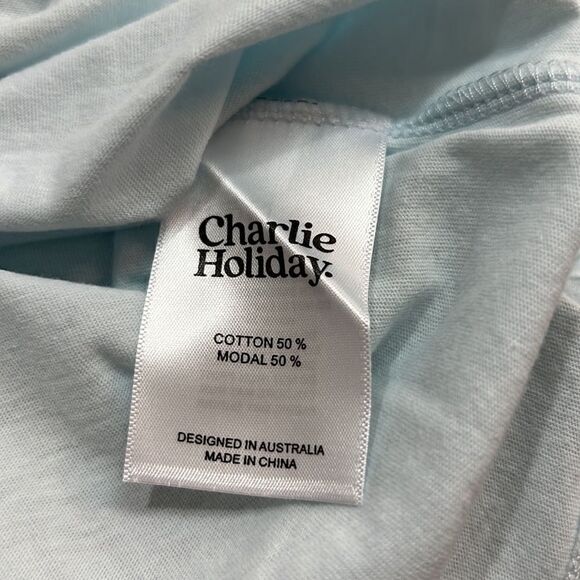 Charlie
Holiday.
COTTON 50 %
MODAL 50 %
DESIGNED IN AUSTRALIA
MADE IN CHINA